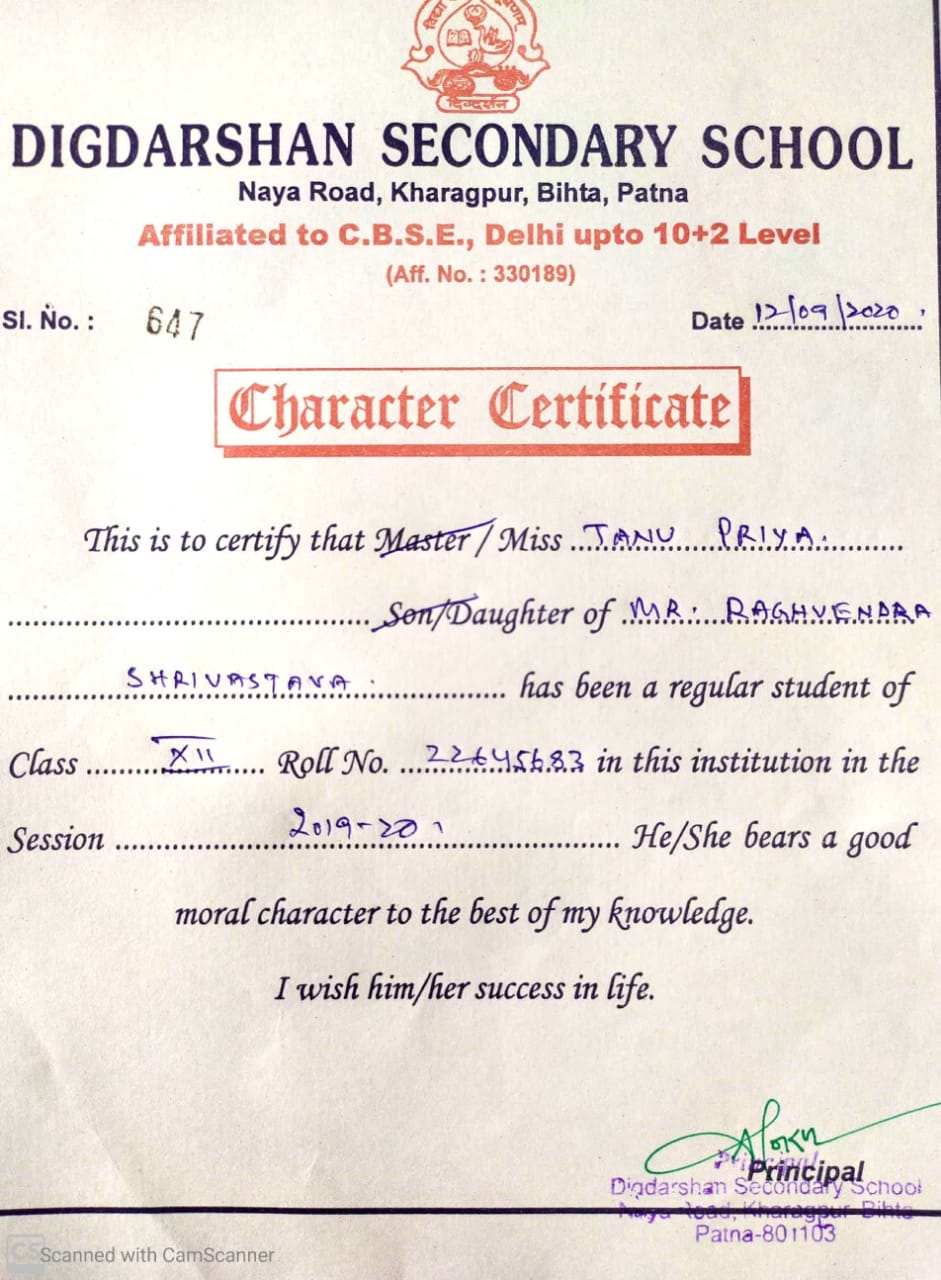 दिग्दर्शन
DIGDARSHAN SECONDARY SCHOOL
Naya Road, Kharagpur, Bihta, Patna
Affiliated to C.B.S.E., Delhi upto 10+2 Level
(Aff. No. : 330189)
Sl. No. : 647 Date 12/09/2020
Character Certificate
This is to certify that Master / Miss TANU PRIYA.
Son/Daughter of MR. RAGHVENDRA
SHRIVASTAVA. has been a regular student of
Class XII Roll No. 22645683 in this institution in the
Session 2019-20 He/She bears a good
moral character to the best of my knowledge.
I wish him/her success in life.
Principal
Principal
Digdarshan Secondary School
Naya Road, Kharagpur Bihta
Patna-801103
CS Scanned with CamScanner